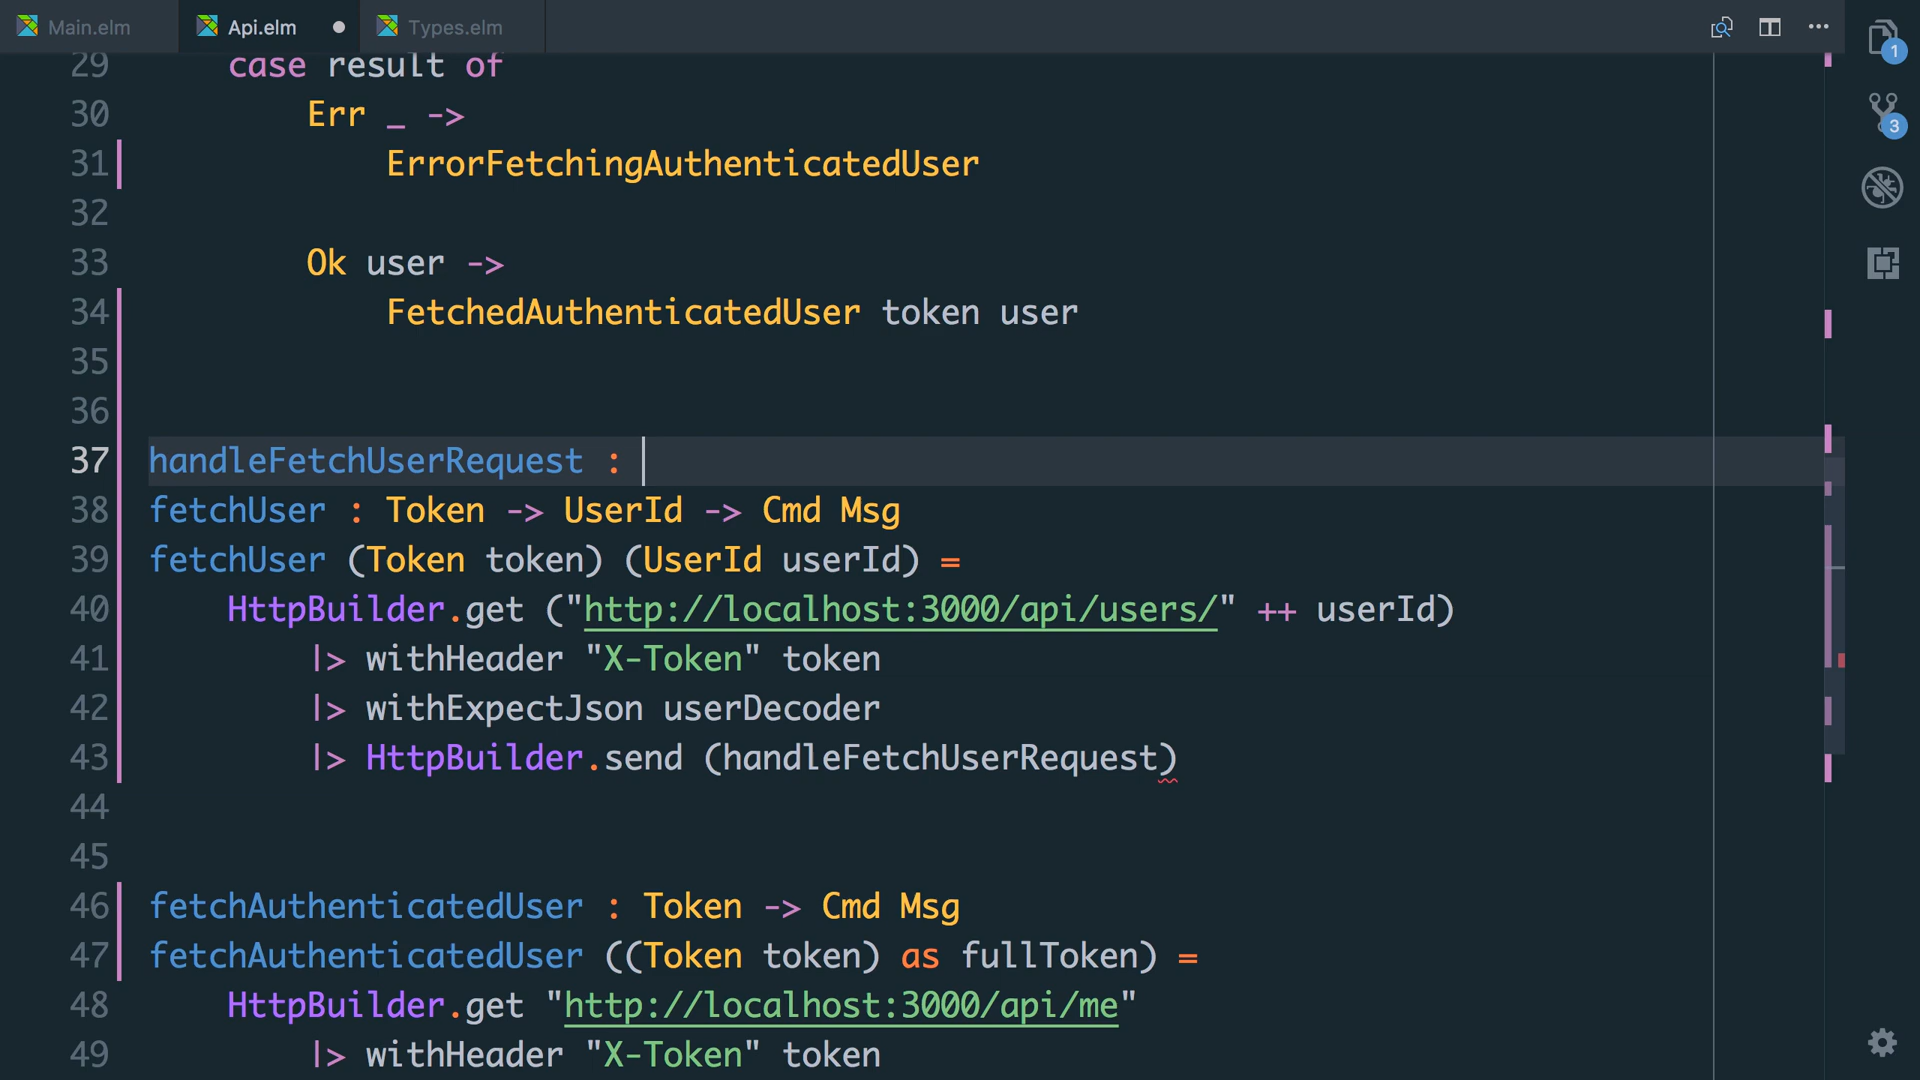 Main.elm
Api.elm
Types.elm
29 case result of
30 Err _ ->
31 ErrorFetchingAuthenticatedUser
32
33 Ok user ->
34 FetchedAuthenticatedUser token user
35
36
37 handleFetchUserRequest :
38 fetchUser : Token -> UserId -> Cmd Msg
39 fetchUser (Token token) (UserId userId) =
40 HttpBuilder.get ("http://localhost:3000/api/users/" ++ userId)
41 |> withHeader "X-Token" token
42 |> withExpectJson userDecoder
43 |> HttpBuilder.send (handleFetchUserRequest)
44
45
46 fetchAuthenticatedUser : Token -> Cmd Msg
47 fetchAuthenticatedUser ((Token token) as fullToken) =
48 HttpBuilder.get "http://localhost:3000/api/me"
49 |> withHeader "X-Token" token
1
3